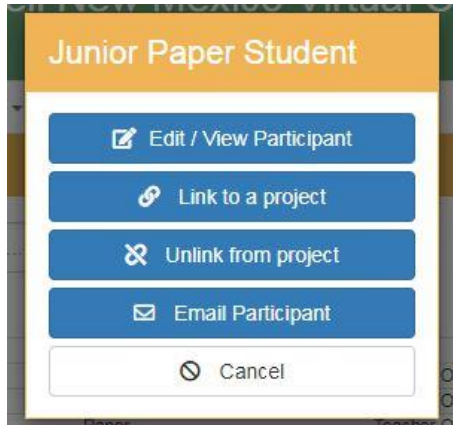 Junior Paper Student
Edit / View Participant
Link to a project
Unlink from project
Email Participant
Cancel